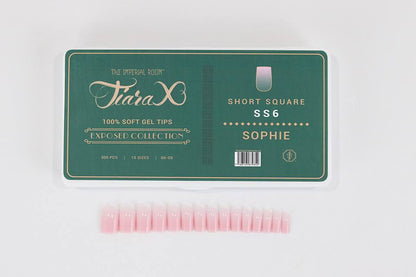 THE IMPERIAL ROOM
TiaraX
100% SOFT GEL TIPS
EXPOSED COLLECTION
SHORT SQUARE
SS6
SOPHIE